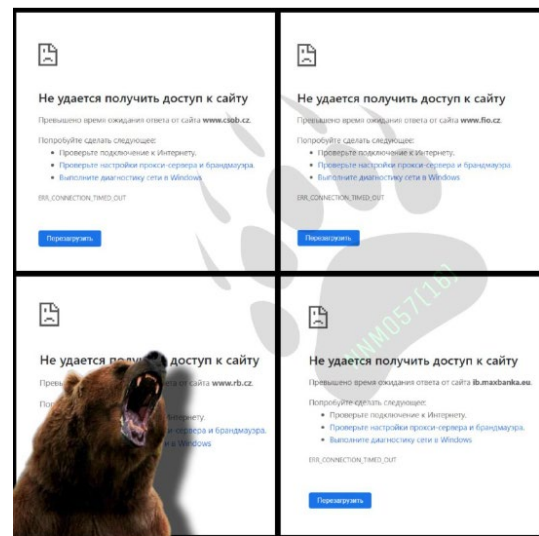 Не удается получить доступ к сайту
Превышено время ожидания ответа от сайта www.csob.cz.
Попробуйте сделать следующее:
Проверьте подключение к Интернету.
Проверьте настройки прокси-сервера и брандмауэра.
Выполните диагностику сети в Windows
ERR_CONNECTION_TIMED_OUT
Перезагрузить
Не удается получить доступ к сайту
Превышено время ожидания ответа от сайта www.fio.cz.
Попробуйте сделать следующее:
Проверьте подключение к Интернету.
Проверьте настройки прокси-сервера и брандмауэра.
Выполните диагностику сети в Windows
ERR_CONNECTION_TIMED_OUT
Перезагрузить
NNM057(16)
Не удается доступ к сайту
сайта www.rb.cz.
и брандмауэра.
в Windows
Не удается получить доступ к сайту
Превышено время ожидания ответа от сайта ib.maxbanka.eu.
Попробуйте сделать следующее:
Проверьте подключение к Интернету.
Проверьте настройки прокси-сервера и брандмауэра.
Выполните диагностику сети в Windows
ERR_CONNECTION_TIMED_OUT
Перезагрузить